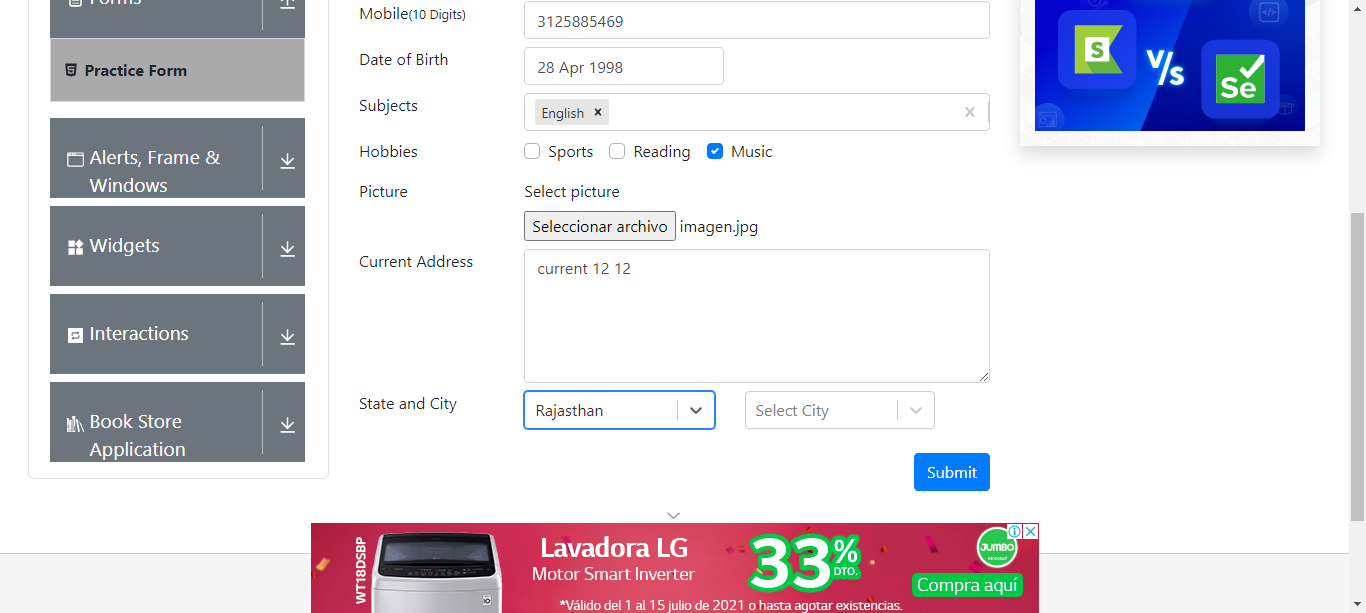 Forms
Practice Form
Alerts, Frame &
Windows
Widgets
Interactions
Book Store
Application
Mobile(10 Digits)
3125885469
Date of Birth
28 Apr 1998
Subjects
English ×
Hobbies
Sports
Reading
Music
Picture
Select picture
Seleccionar archivo
imagen.jpg
Current Address
current 12 12
State and City
Rajasthan
Select City
Submit
S
V/s
Se
WT18DSBP
Lavadora LG
Motor Smart Inverter
33%
DTO.
JUMBO
Compra aquí
*Válido del 1 al 15 julio de 2021 o hasta agotar existencias.